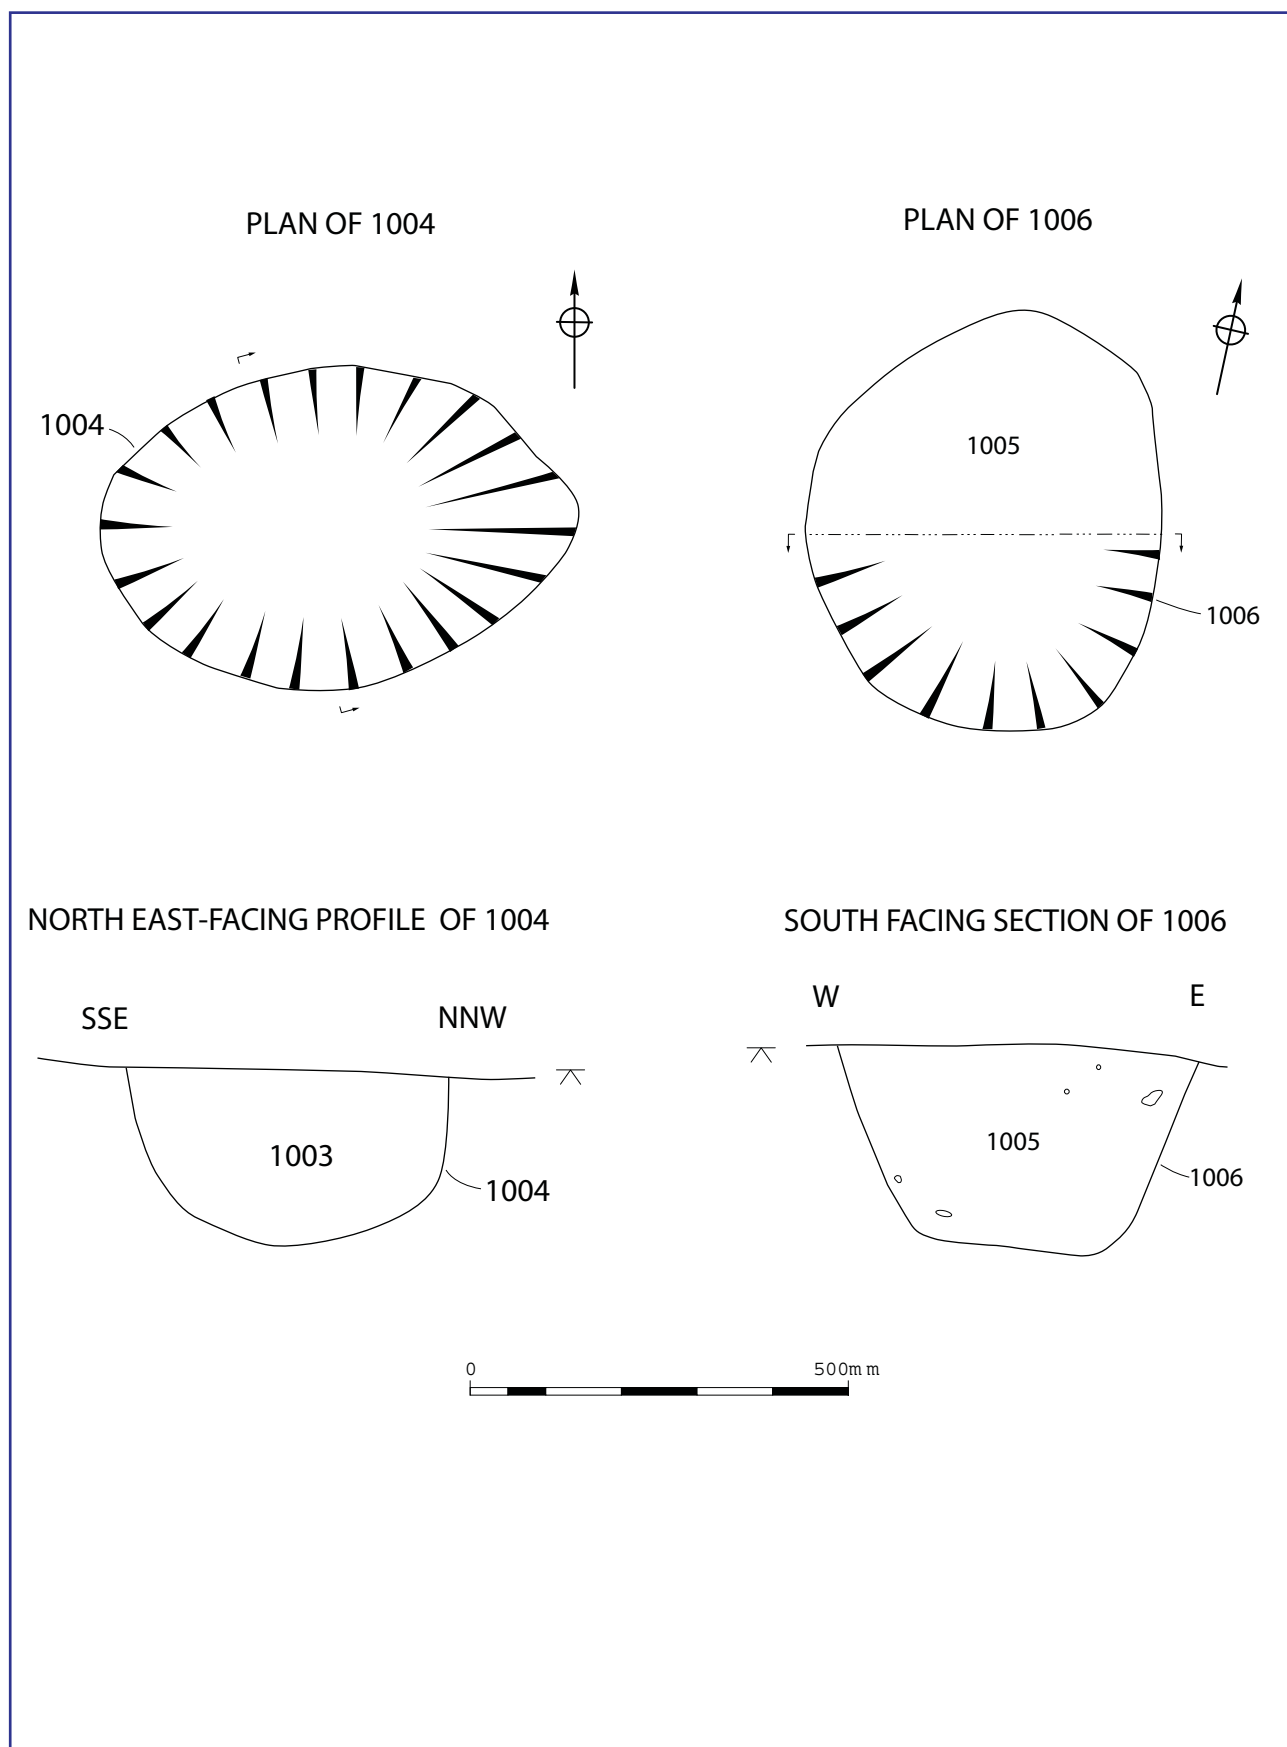 PLAN OF 1004
PLAN OF 1006
1004
1005
1006
NORTH EAST-FACING PROFILE OF 1004
SOUTH FACING SECTION OF 1006
SSE
NNW
W
E
1003
1004
1005
1006
0
500mm